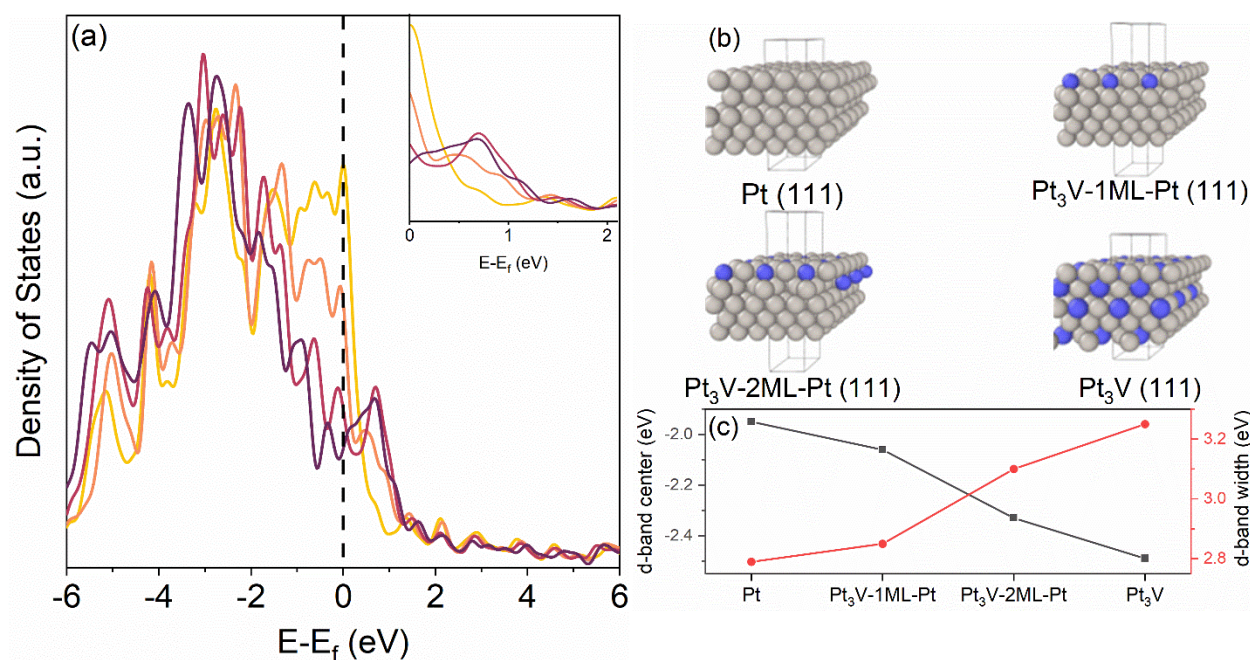 (a)
Density of States (a.u.)
-6 -4 -2 0 2 4 6
E-E_f (eV)
0 1 2
E-E_f (eV)
(b)
Pt (111)
Pt₃V-1ML-Pt (111)
Pt₃V-2ML-Pt (111)
Pt₃V (111)
(c)
d-band center (eV)
-2.0
-2.2
-2.4
d-band width (eV)
3.2
3.0
2.8
Pt Pt₃V-1ML-Pt Pt₃V-2ML-Pt Pt₃V